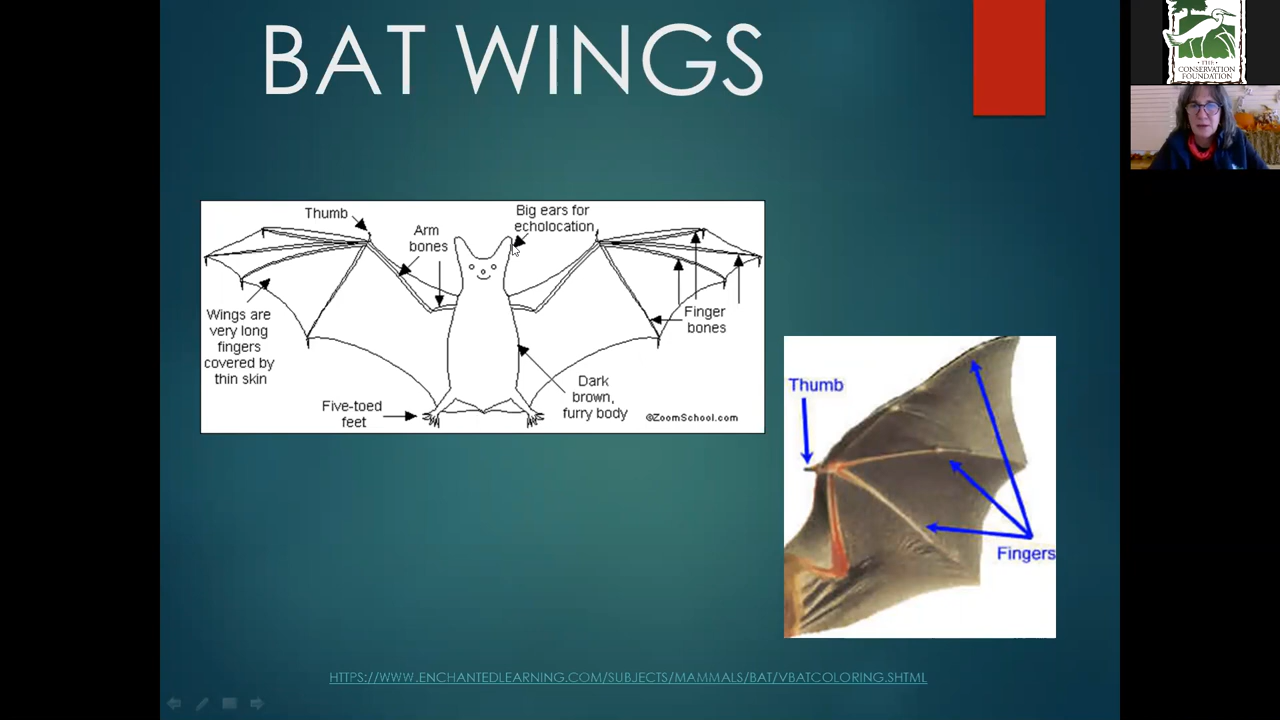 BAT WINGS
THE
CONSERVATION
FOUNDATION
Thumb
Arm
bones
Big ears for
echolocation
Wings are
very long
fingers
covered by
thin skin
Finger
bones
Five-toed
feet
Dark
brown,
furry body
©ZoomSchool.com
Thumb
Fingers
HTTPS://WWW.ENCHANTEDLEARNING.COM/SUBJECTS/MAMMALS/BAT/VBATCOLORING.SHTML